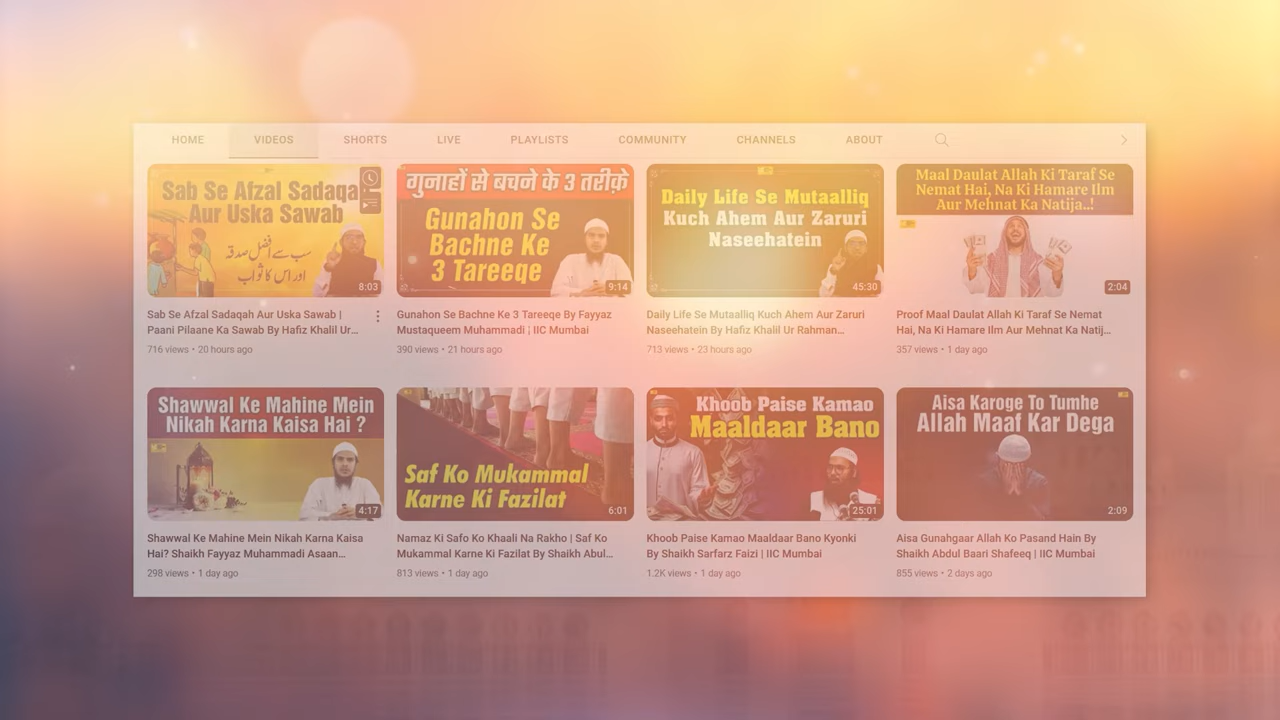 HOME VIDEOS SHORTS LIVE PLAYLISTS COMMUNITY CHANNELS ABOUT
Sab Se Afzal Sadaqa
Aur Uska Sawab
سب سے افضل صدقہ
اور اس کا ثواب
8:03
Sab Se Afzal Sadaqah Aur Uska Sawab |
Paani Pilaane Ka Sawab By Hafiz Khalil Ur...
716 views • 20 hours ago
गुनाहों से बचने के 3 तरीक़े
Gunahon Se
Bachne Ke
3 Tareeqe
9:14
Gunahon Se Bachne Ke 3 Tareeqe By Fayyaz
Mustaqueem Muhammadi ¦ IIC Mumbai
390 views • 21 hours ago
Daily Life Se Mutaalliq
Kuch Ahem Aur Zaruri
Naseehatein
45:30
Daily Life Se Mutaalliq Kuch Ahem Aur Zaruri
Naseehatein By Hafiz Khalil Ur Rahman...
713 views • 23 hours ago
Maal Daulat Allah Ki Taraf Se
Nemat Hai, Na Ki Hamare Ilm
Aur Mehnat Ka Natija..!
2:04
Proof Maal Daulat Allah Ki Taraf Se Nemat
Hai, Na Ki Hamare Ilm Aur Mehnat Ka Natij...
357 views • 1 day ago
Shawwal Ke Mahine Mein
Nikah Karna Kaisa Hai ?
4:17
Shawwal Ke Mahine Mein Nikah Karna Kaisa
Hai? Shaikh Fayyaz Muhammadi Asaan...
298 views • 1 day ago
Saf Ko Mukammal
Karne Ki Fazilat
6:01
Namaz Ki Safo Ko Khaali Na Rakho | Saf Ko
Mukammal Karne Ki Fazilat By Shaikh Abul...
813 views • 1 day ago
Khoob Paise Kamao
Maaldaar Bano
25:01
Khoob Paise Kamao Maaldaar Bano Kyonki
By Shaikh Sarfarz Faizi | IIC Mumbai
1.2K views • 1 day ago
Aisa Karoge To Tumhe
Allah Maaf Kar Dega
2:09
Aisa Gunahgaar Allah Ko Pasand Hain By
Shaikh Abdul Baari Shafeeq | IIC Mumbai
855 views • 2 days ago